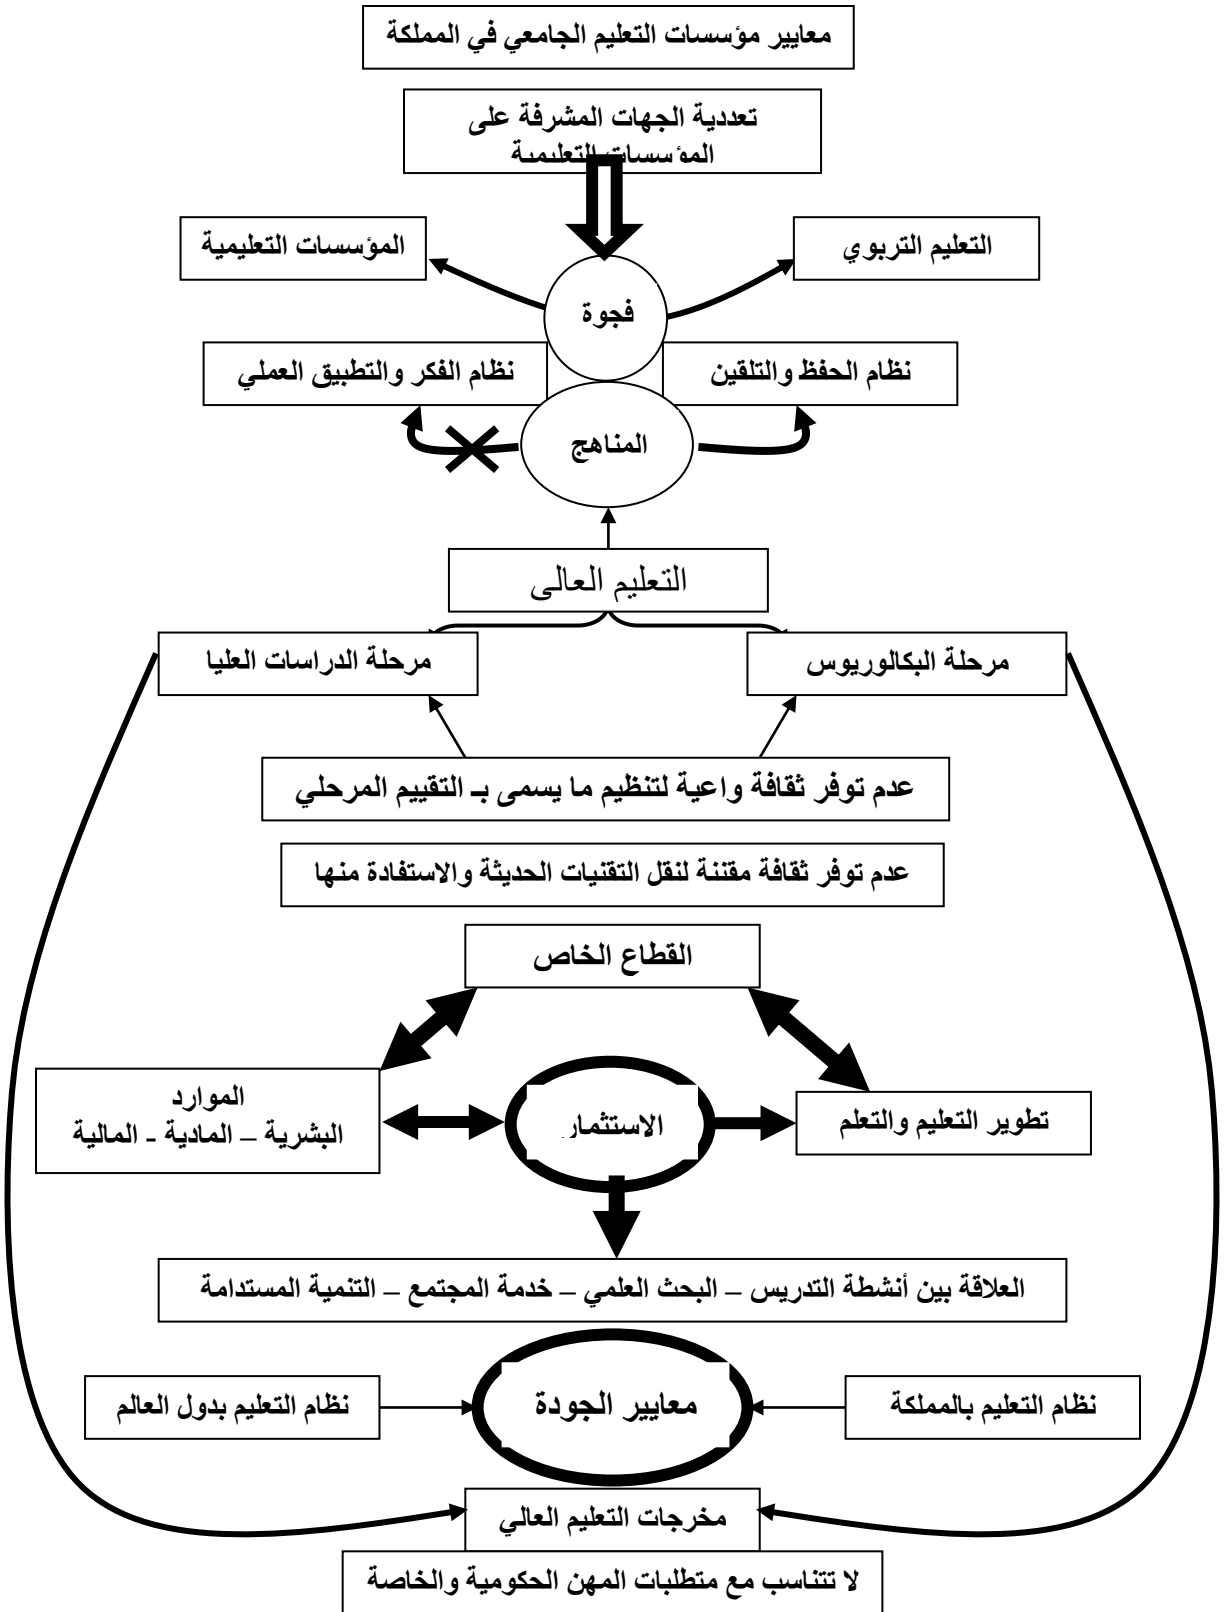 معايير مؤسسات التعليم الجامعي في المملكة
تعددية الجهات المشرفة على
المؤسسات التعليمية
التعليم التربوي
المؤسسات التعليمية
فجوة
نظام الحفظ والتلقين
نظام الفكر والتطبيق العملي
المناهج
التعليم العالى
مرحلة البكالوريوس
مرحلة الدراسات العليا
عدم توفر ثقافة واعية لتنظيم ما يسمى بـ التقييم المرحلي
عدم توفر ثقافة مقتنة لنقل التقنيات الحديثة والاستفادة منها
القطاع الخاص
الموارد
البشرية – المادية - المالية
الاستثمار
تطوير التعليم والتعلم
العلاقة بين أنشطة التدريس – البحث العلمي – خدمة المجتمع – التنمية المستدامة
نظام التعليم بالمملكة
معايير الجودة
نظام التعليم بدول العالم
مخرجات التعليم العالي
لا تتناسب مع متطلبات المهن الحكومية والخاصة